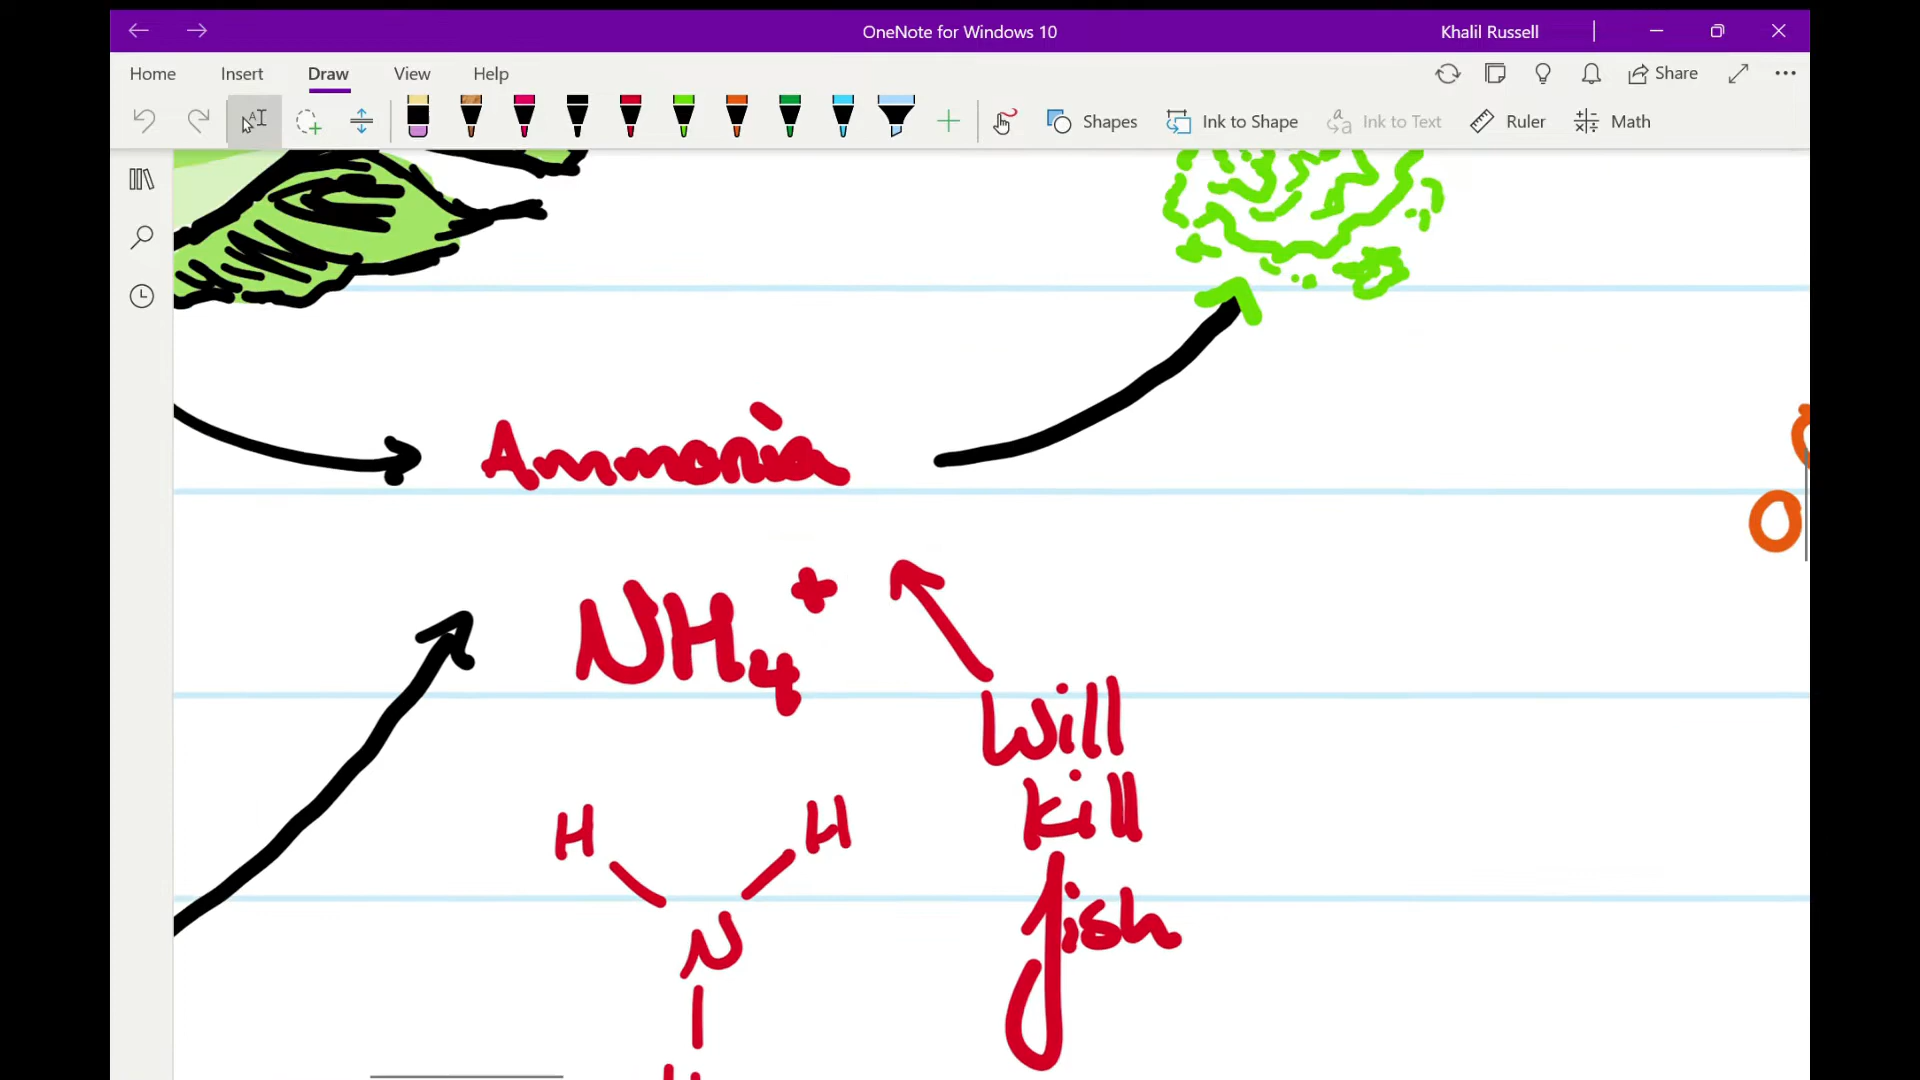 OneNote for Windows 10
Khalil Russell
Home Insert Draw View Help
Share
Shapes Ink to Shape Ink to Text Ruler Math
Ammonia
NH4+
Will
kill
fish
H H
N
H
O